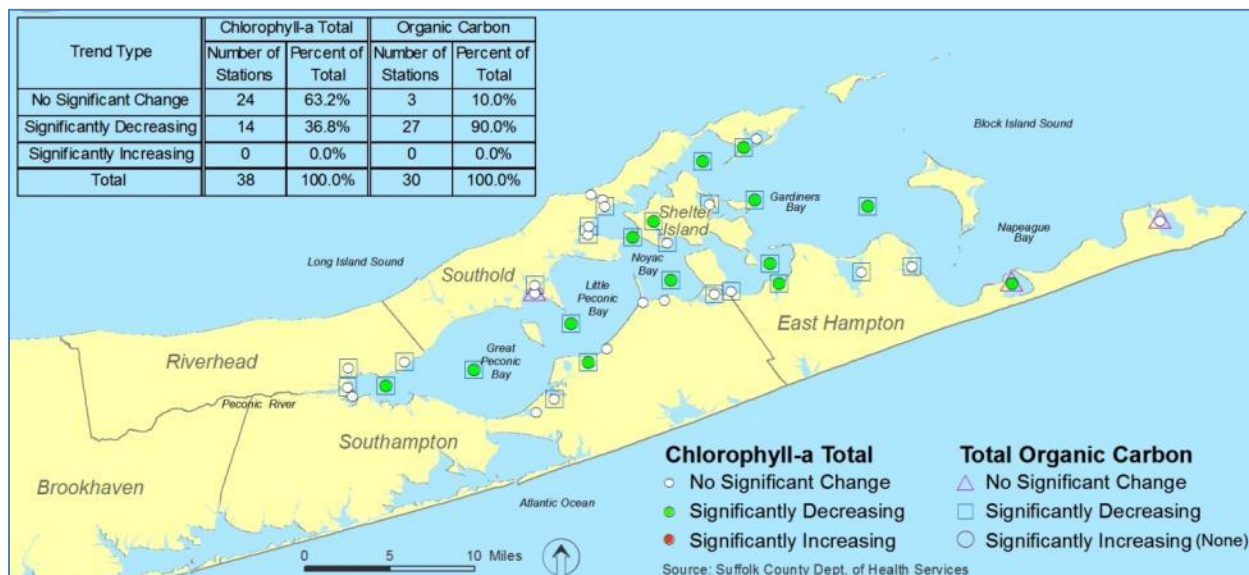 Trend Type
Chlorophyll-a Total
Organic Carbon
Number of Stations
Percent of Total
Number of Stations
Percent of Total
No Significant Change 24 63.2% 3 10.0%
Significantly Decreasing 14 36.8% 27 90.0%
Significantly Increasing 0 0.0% 0 0.0%
Total 38 100.0% 30 100.0%
Block Island Sound
Gardiners
Bay
Shelter
Island
Napeague
Bay
Long Island Sound
Southold
Noyac
Bay
Little
Peconic
Bay
East Hampton
Riverhead
Great
Peconic
Bay
Peconic River
Southampton
Brookhaven
Atlantic Ocean
0 5 10 Miles
Chlorophyll-a Total
No Significant Change
Significantly Decreasing
Significantly Increasing
Total Organic Carbon
No Significant Change
Significantly Decreasing
Significantly Increasing (None)
Source: Suffolk County Dept. of Health Services